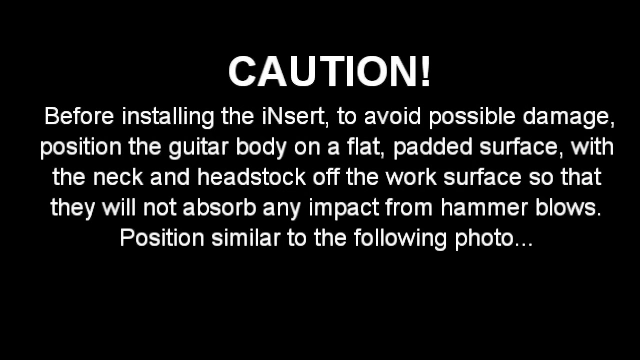 CAUTION!
Before installing the iNsert, to avoid possible damage,
position the guitar body on a flat, padded surface, with
the neck and headstock off the work surface so that
they will not absorb any impact from hammer blows.
Position similar to the following photo...